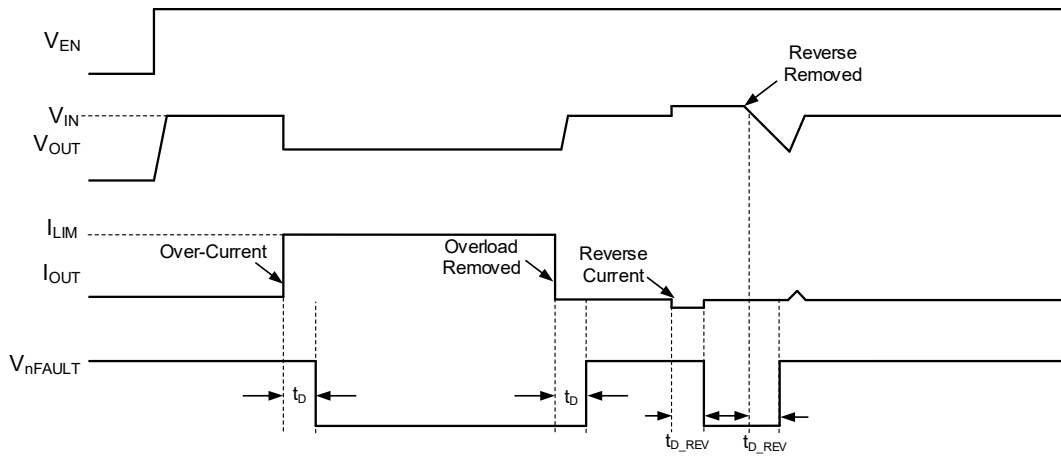 V_EN
Reverse
Removed
V_IN
V_OUT
I_LIM
Over-Current
Overload
Removed
Reverse
Current
I_OUT
V_nFAULT
t_D
t_D
t_D_REV
t_D_REV